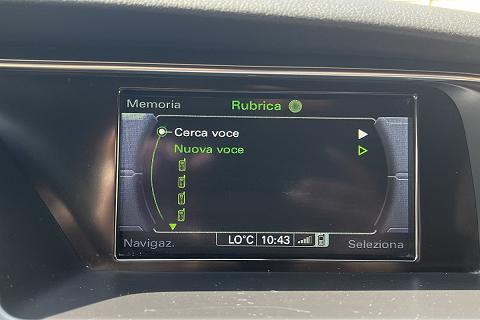 Memoria Rubrica
Cerca voce
Nuova voce
Navigaz. LO°C 10:43 Seleziona